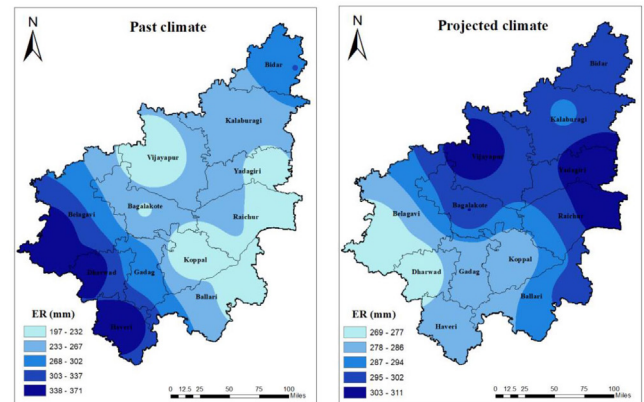 N
Past climate
Bidar
Kalaburagi
Vijayapur
Yadagiri
Bagalakote
Belagavi
Raichur
Dharwad
Gadag
Koppal
Ballari
Haveri
ER (mm)
197 - 232
233 - 267
268 - 302
303 - 337
338 - 371
0 12.5 25 50 75 100
Miles
N
Projected climate
Bidar
Kalaburagi
Vijayapur
Yadagiri
Bagalakote
Belagavi
Raichur
Koppal
Dharwad
Gadag
Ballari
Haveri
ER (mm)
269 - 277
278 - 286
287 - 294
295 - 302
303 - 311
0 12.5 25 50 75 100
Miles